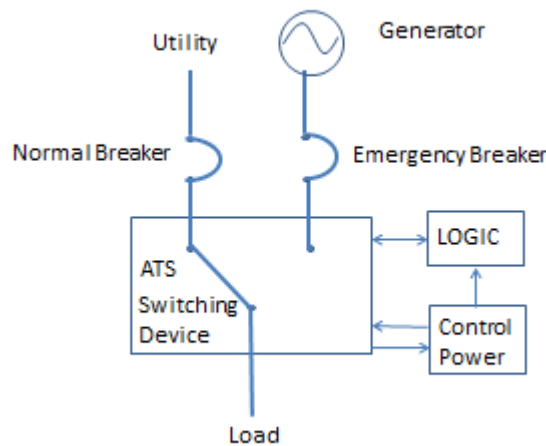 Utility
Generator
Normal Breaker
Emergency Breaker
ATS
Switching
Device
LOGIC
Control
Power
Load